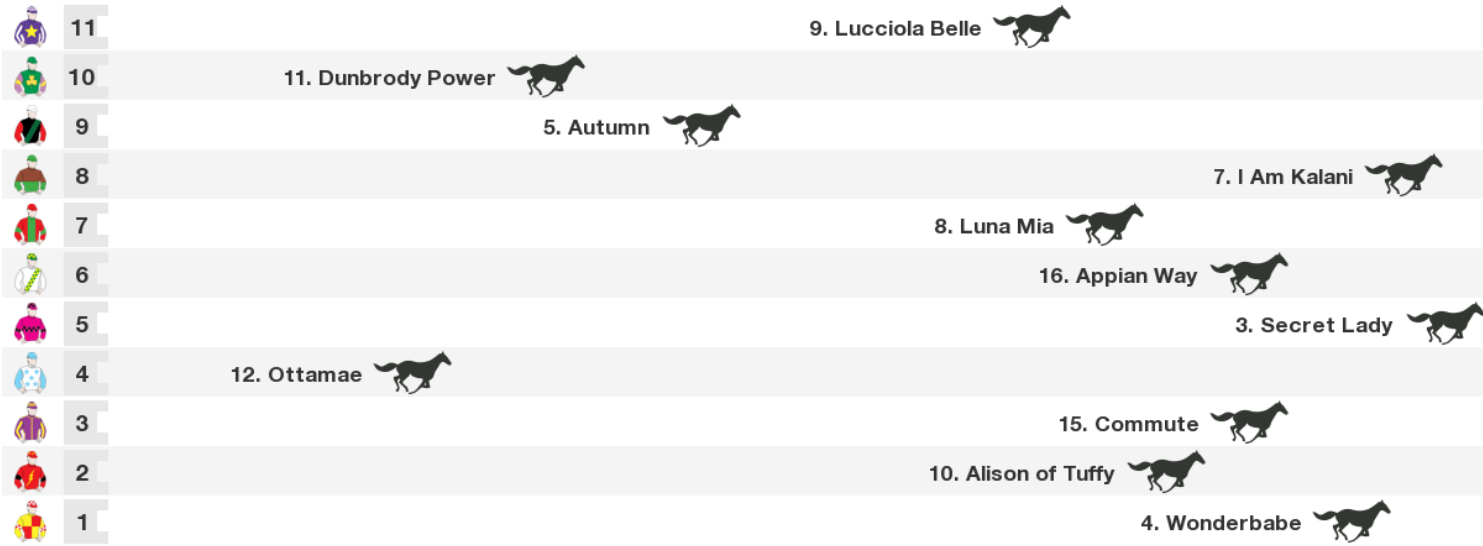 11 9. Lucciola Belle
10 11. Dunbrody Power
9 5. Autumn
8 7. I Am Kalani
7 8. Luna Mia
6 16. Appian Way
5 3. Secret Lady
4 12. Ottamae
3 15. Commute
2 10. Alison of Tuffy
1 4. Wonderbabe